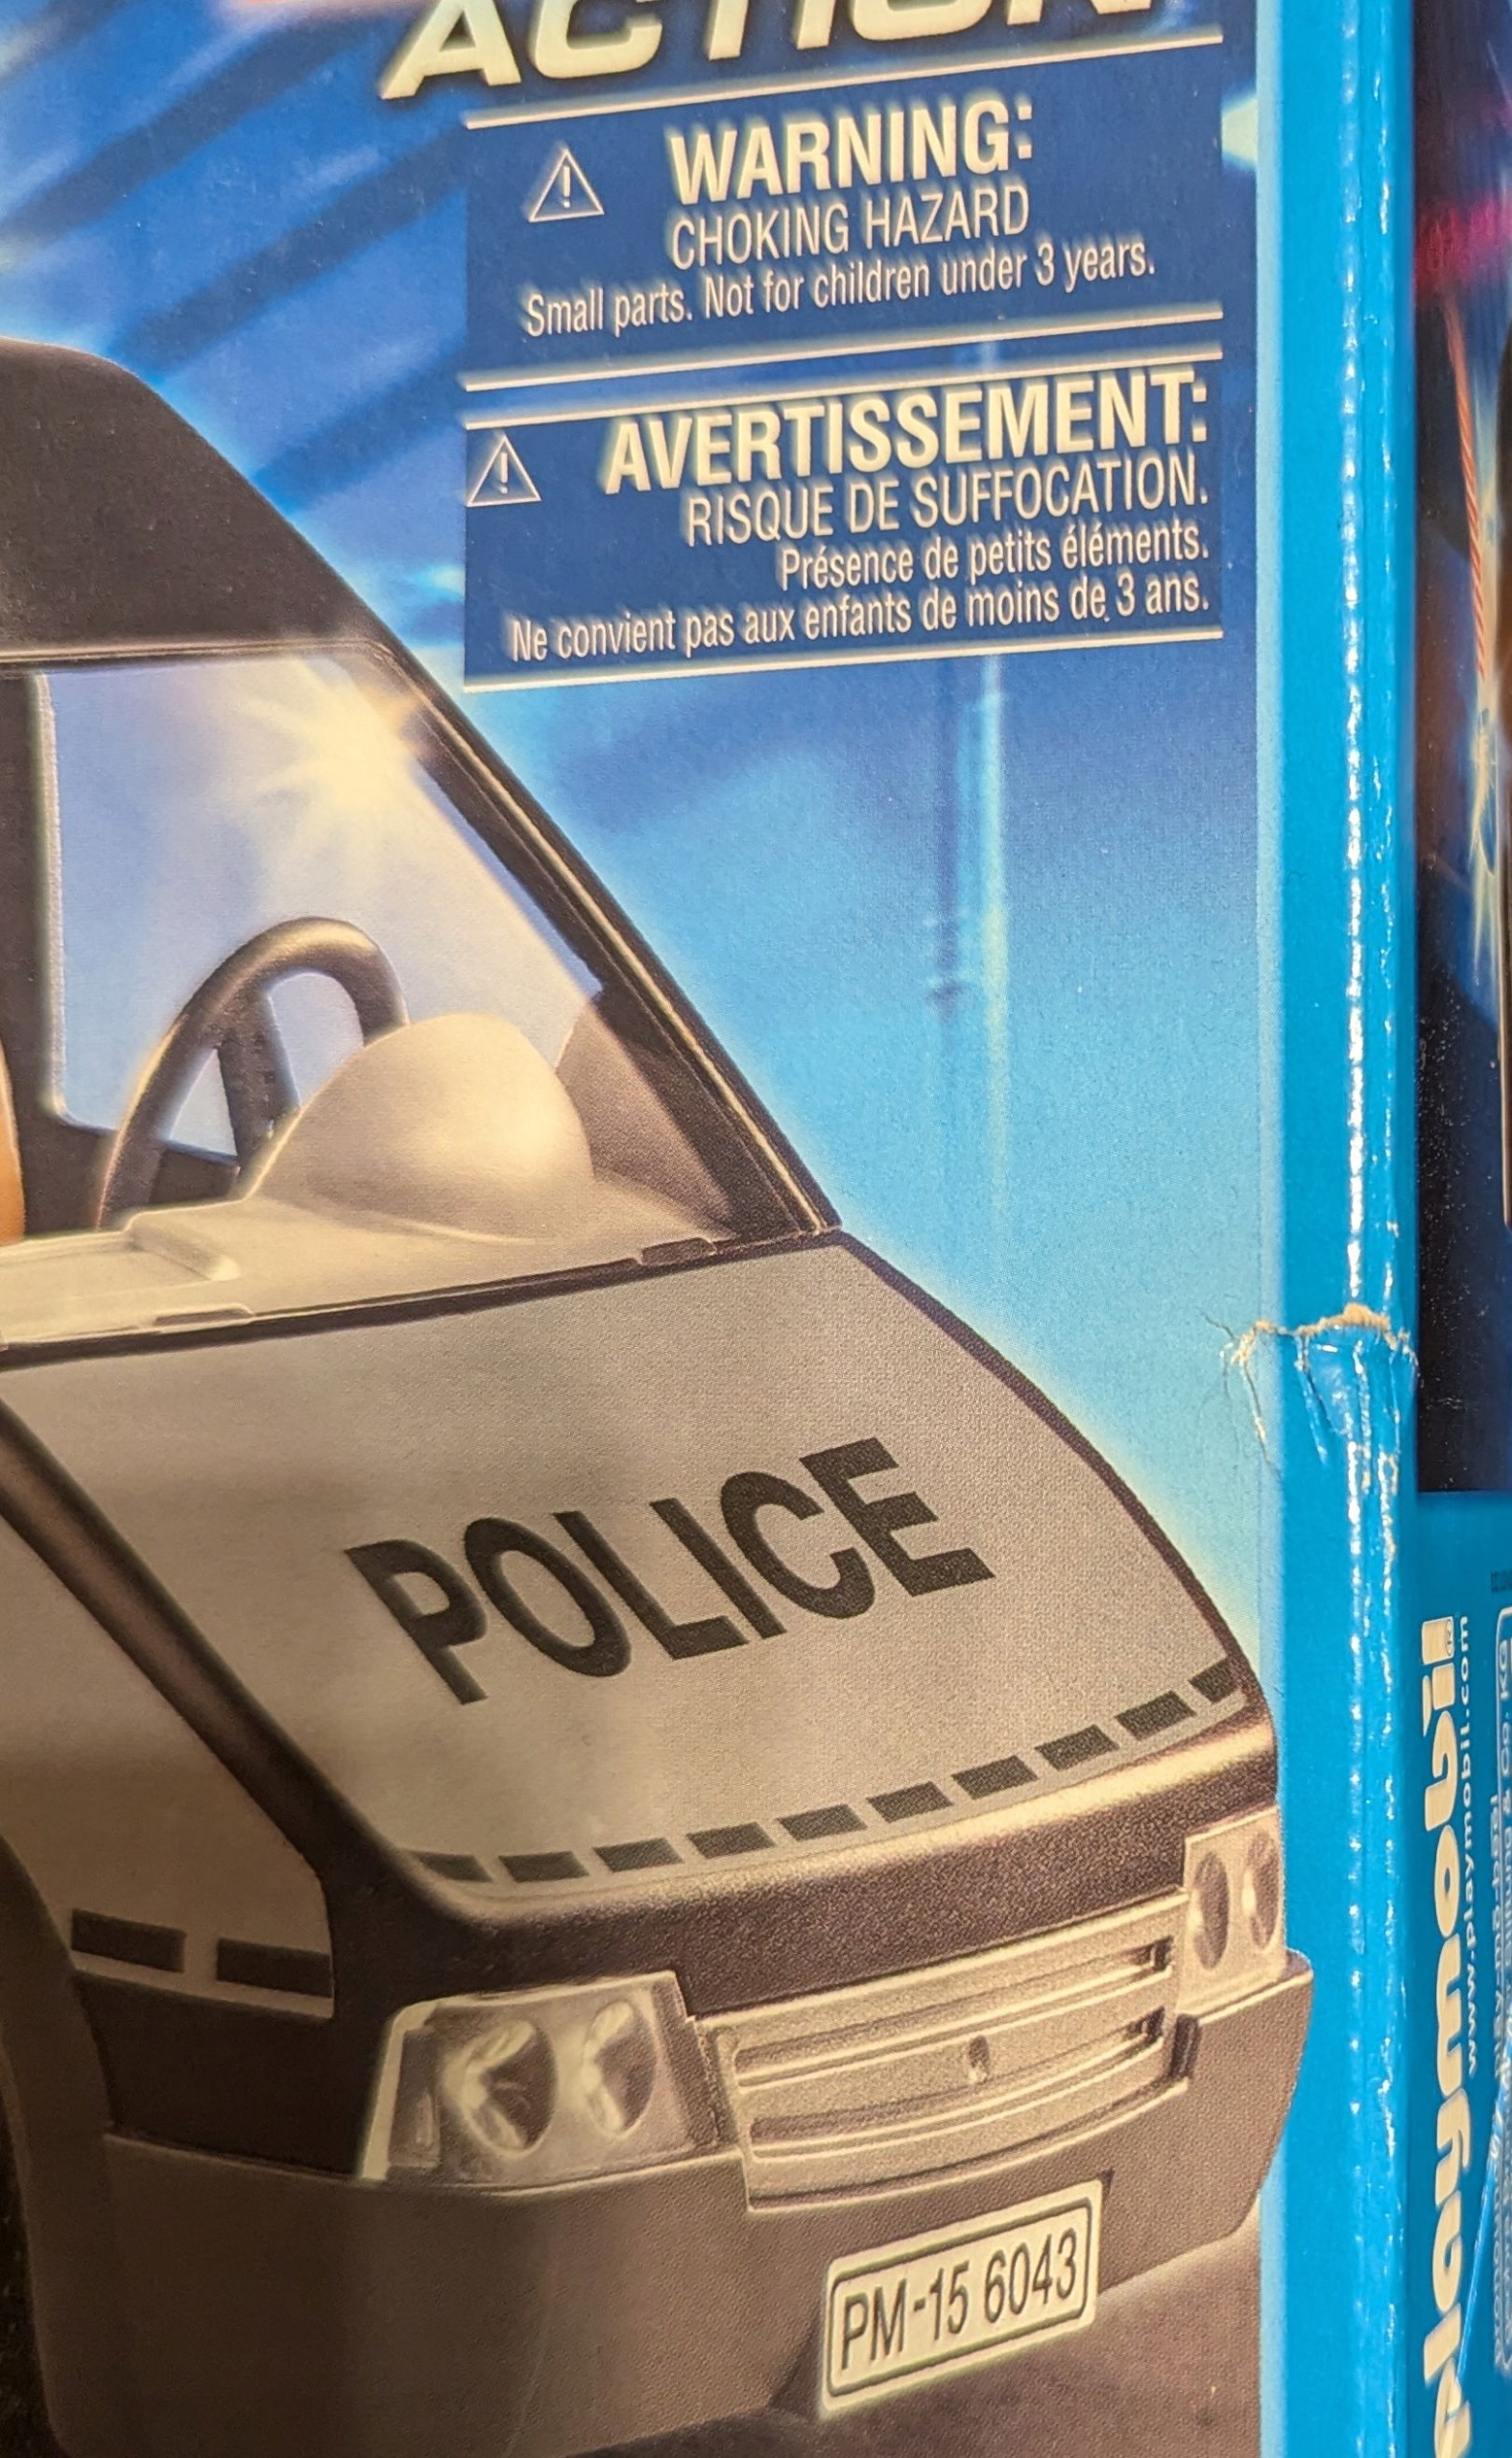 ACTION
WARNING:
CHOKING HAZARD
Small parts. Not for children under 3 years.
AVERTISSEMENT:
RISQUE DE SUFFOCATION.
Présence de petits éléments.
Ne convient pas aux enfants de moins de 3 ans.
POLICE
PM-15 6043
playmobil
www.playmobil.com